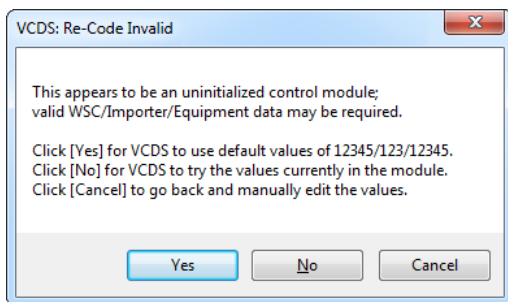 VCDS: Re-Code Invalid
This appears to be an uninitialized control module;
valid WSC/Importer/Equipment data may be required.
Click [Yes] for VCDS to use default values of 12345/123/12345.
Click [No] for VCDS to try the values currently in the module.
Click [Cancel] to go back and manually edit the values.
Yes No Cancel